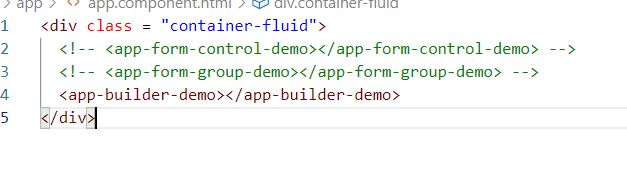 > app > <> app.component.html > div.container-fluid
1 <div class = "container-fluid">
2 <!-- <app-form-control-demo></app-form-control-demo> -->
3 <!-- <app-form-group-demo></app-form-group-demo> -->
4 <app-builder-demo></app-builder-demo>
5 </div>